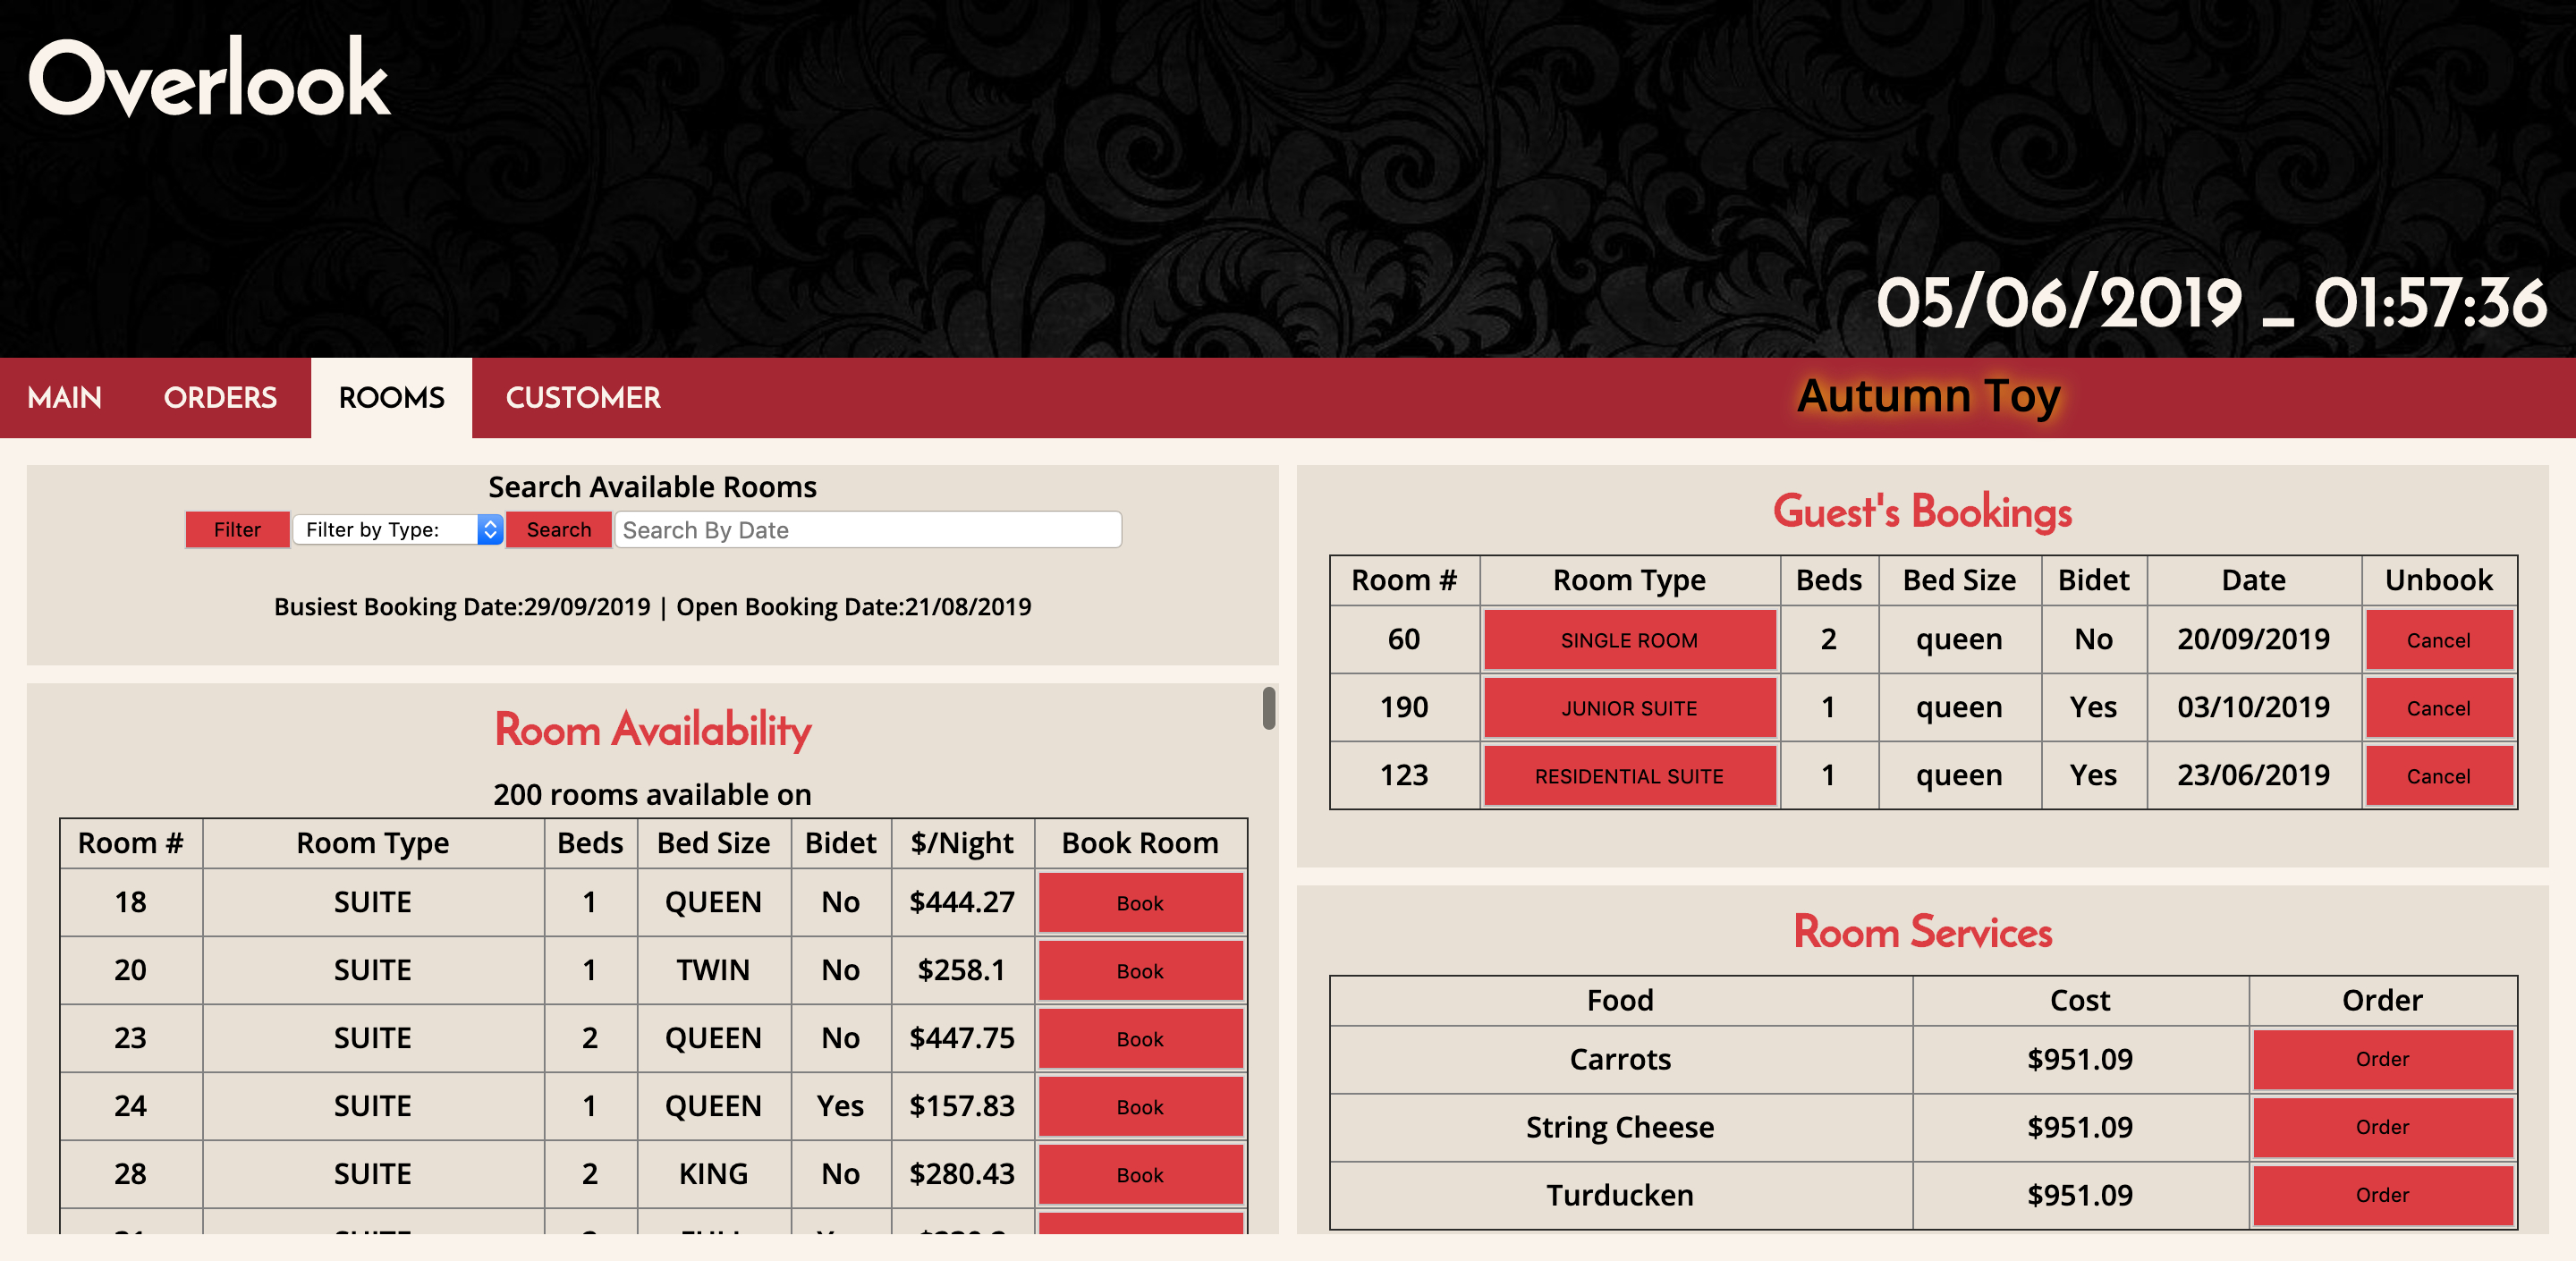 Overlook
05/06/2019 _ 01:57:36
MAIN ORDERS ROOMS CUSTOMER Autumn Toy
Search Available Rooms
Filter Filter by Type: Search Search By Date
Busiest Booking Date:29/09/2019 | Open Booking Date:21/08/2019
Room Availability
200 rooms available on
Room # Room Type Beds Bed Size Bidet $/Night Book Room
18 SUITE 1 QUEEN No $444.27 Book
20 SUITE 1 TWIN No $258.1 Book
23 SUITE 2 QUEEN No $447.75 Book
24 SUITE 1 QUEEN Yes $157.83 Book
28 SUITE 2 KING No $280.43 Book
Guest's Bookings
Room # Room Type Beds Bed Size Bidet Date Unbook
60 SINGLE ROOM 2 queen No 20/09/2019 Cancel
190 JUNIOR SUITE 1 queen Yes 03/10/2019 Cancel
123 RESIDENTIAL SUITE 1 queen Yes 23/06/2019 Cancel
Room Services
Food Cost Order
Carrots $951.09 Order
String Cheese $951.09 Order
Turducken $951.09 Order